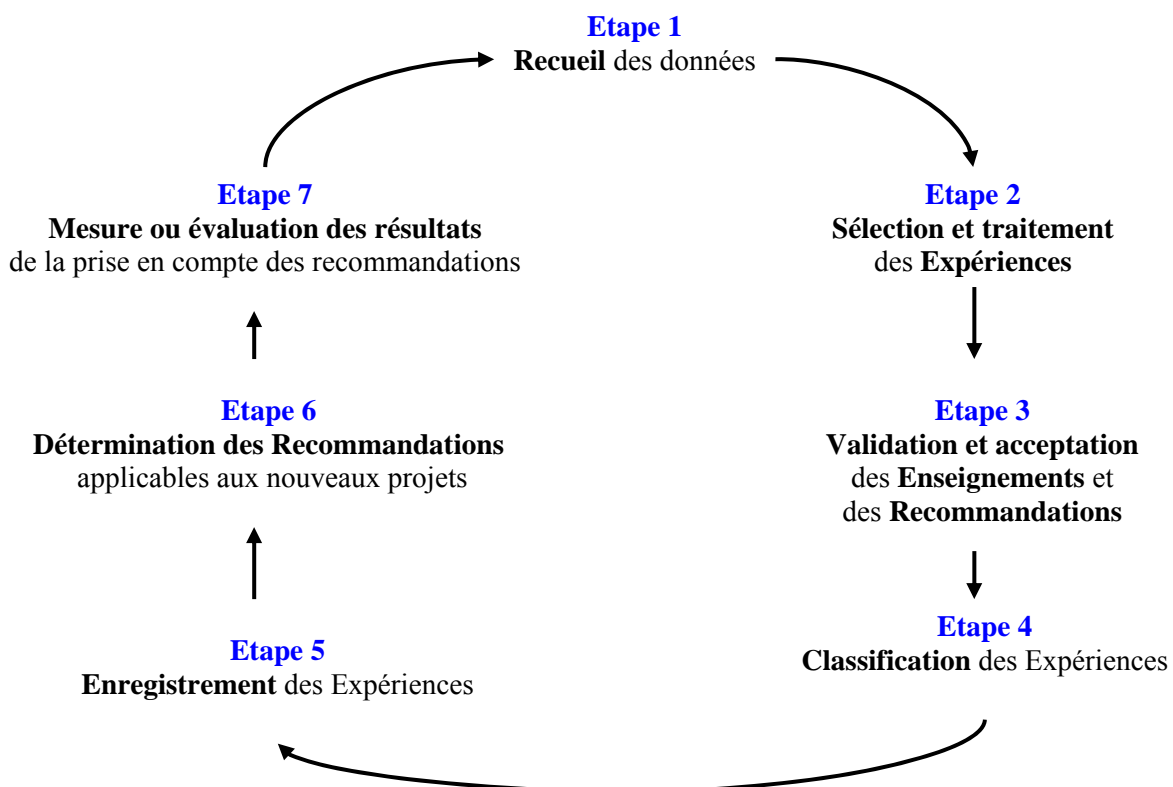 Etape 1
Recueil des données
Etape 2
Sélection et traitement
des Expériences
Etape 3
Validation et acceptation
des Enseignements et
des Recommandations
Etape 4
Classification des Expériences
Etape 5
Enregistrement des Expériences
Etape 6
Détermination des Recommandations
applicables aux nouveaux projets
Etape 7
Mesure ou évaluation des résultats
de la prise en compte des recommandations